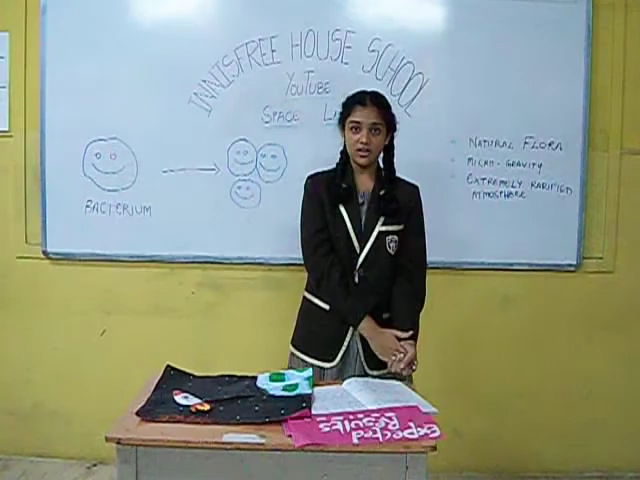 INNISFREE HOUSE SCHOOL
YOUTUBE
SPACE
BACTERIUM
• NATURAL FLORA
• MICRO-GRAVITY
• EXTREMELY RARIFIED
ATMOSPHERE
Expected
Results